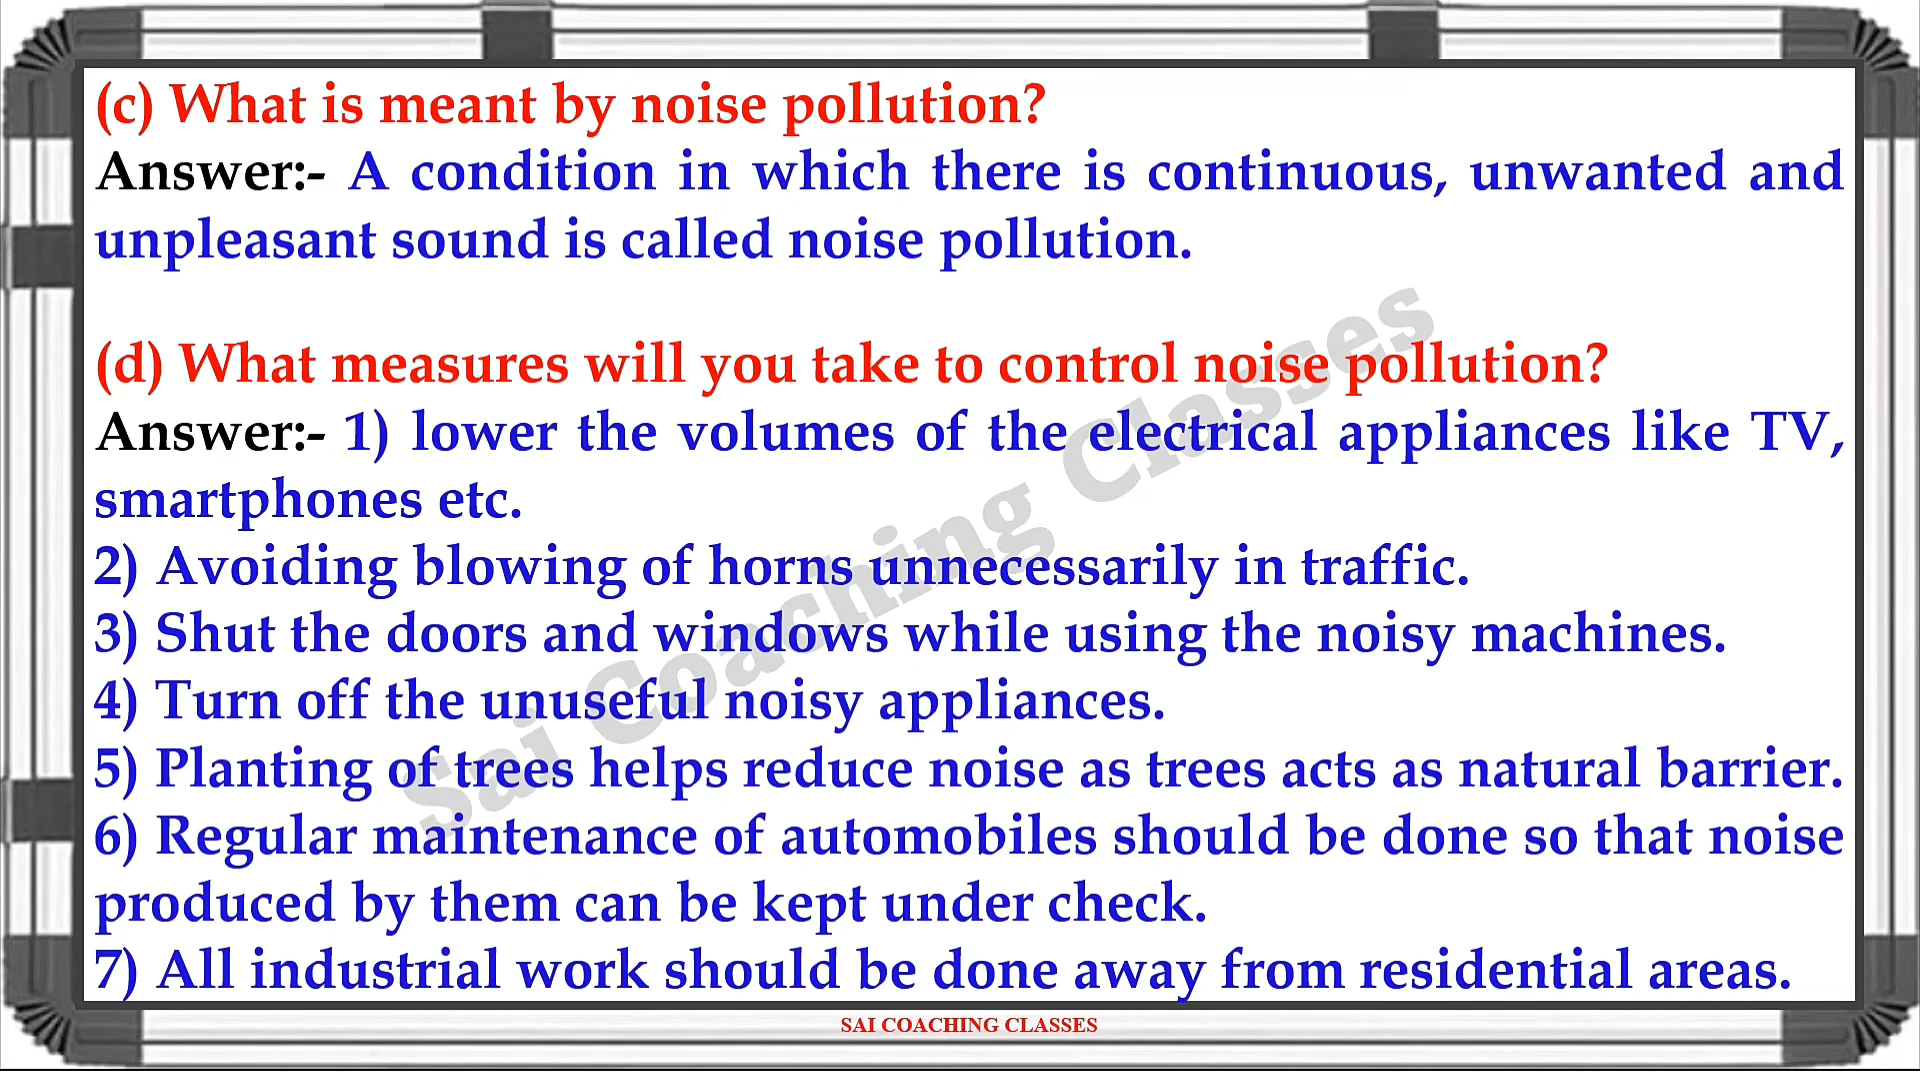 (c) What is meant by noise pollution?
Answer:- A condition in which there is continuous, unwanted and
unpleasant sound is called noise pollution.
(d) What measures will you take to control noise pollution?
Answer:- 1) lower the volumes of the electrical appliances like TV,
smartphones etc.
2) Avoiding blowing of horns unnecessarily in traffic.
3) Shut the doors and windows while using the noisy machines.
4) Turn off the unuseful noisy appliances.
5) Planting of trees helps reduce noise as trees acts as natural barrier.
6) Regular maintenance of automobiles should be done so that noise
produced by them can be kept under check.
7) All industrial work should be done away from residential areas.
Sai Coaching Classes
SAI COACHING CLASSES